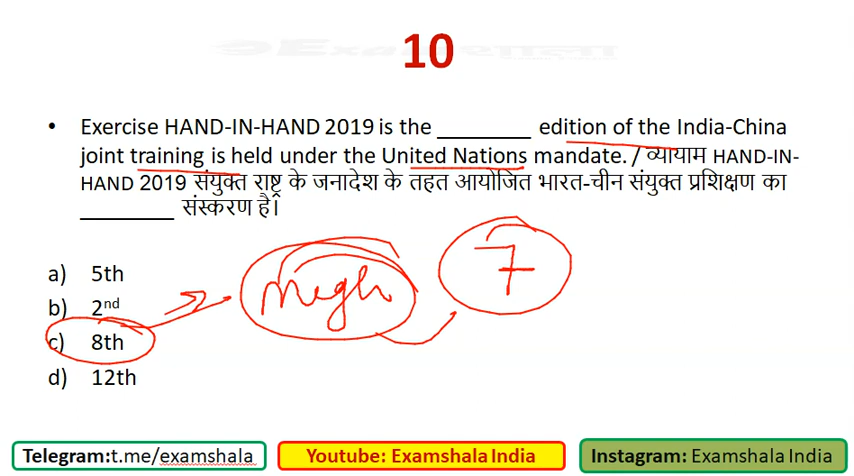 10
• Exercise HAND-IN-HAND 2019 is the ________ edition of the India-China
joint training is held under the United Nations mandate. / व्यायाम HAND-IN-
HAND 2019 संयुक्त राष्ट्र के जनादेश के तहत आयोजित भारत-चीन संयुक्त प्रशिक्षण का
________ संस्करण है।
7
a) 5th
b) 2nd
c) 8th
d) 12th
Telegram:t.me/examshala
Youtube: Examshala India
Instagram: Examshala India